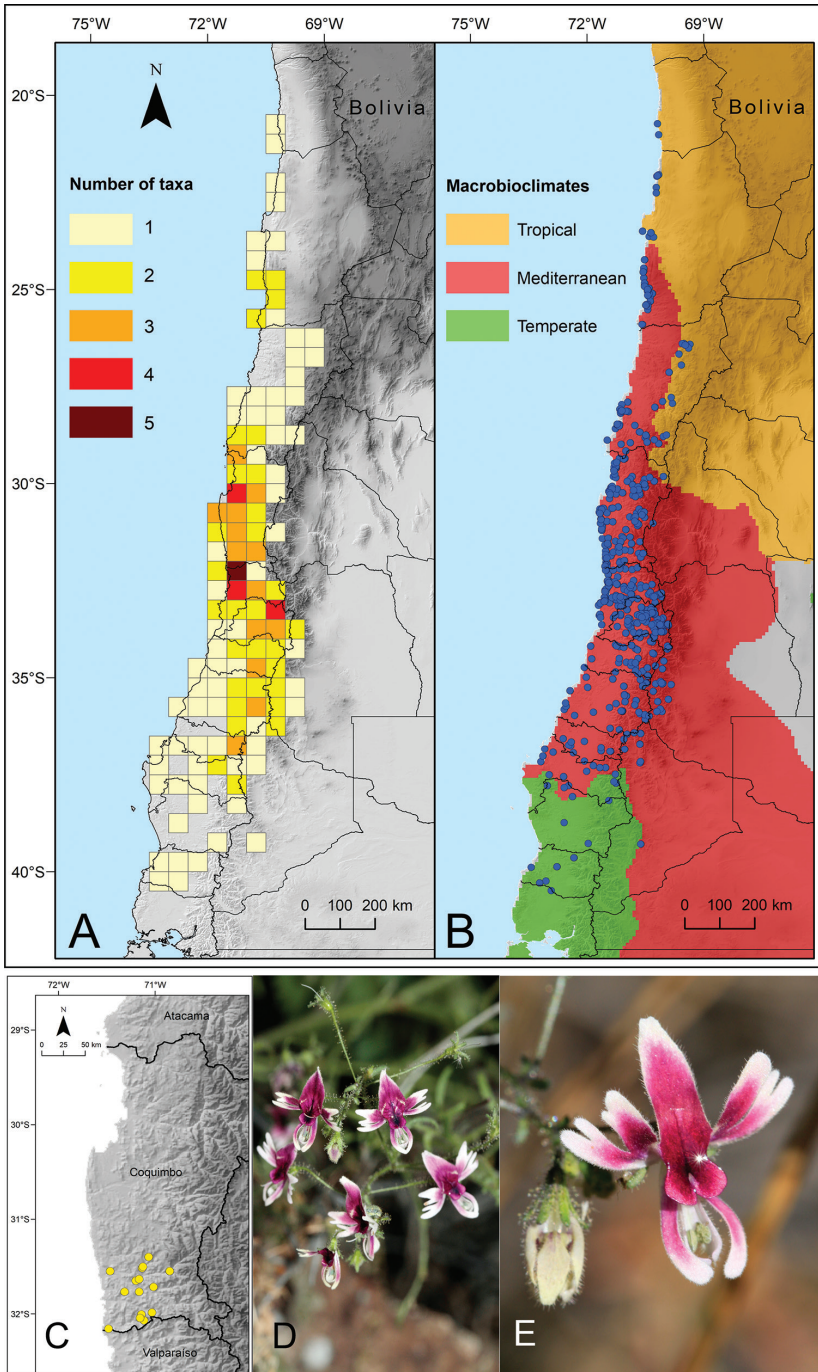 75°W 72°W 69°W
75°W 72°W 69°W
20°S
25°S
30°S
35°S
40°S
N
Bolivia
Number of taxa
1
2
3
4
5
0 100 200 km
A
Bolivia
Macrobioclimates
Tropical
Mediterranean
Temperate
0 100 200 km
B
72°W 71°W
N
0 25 50 km
29°S
30°S
31°S
32°S
Atacama
Coquimbo
Valparaíso
C
D
E